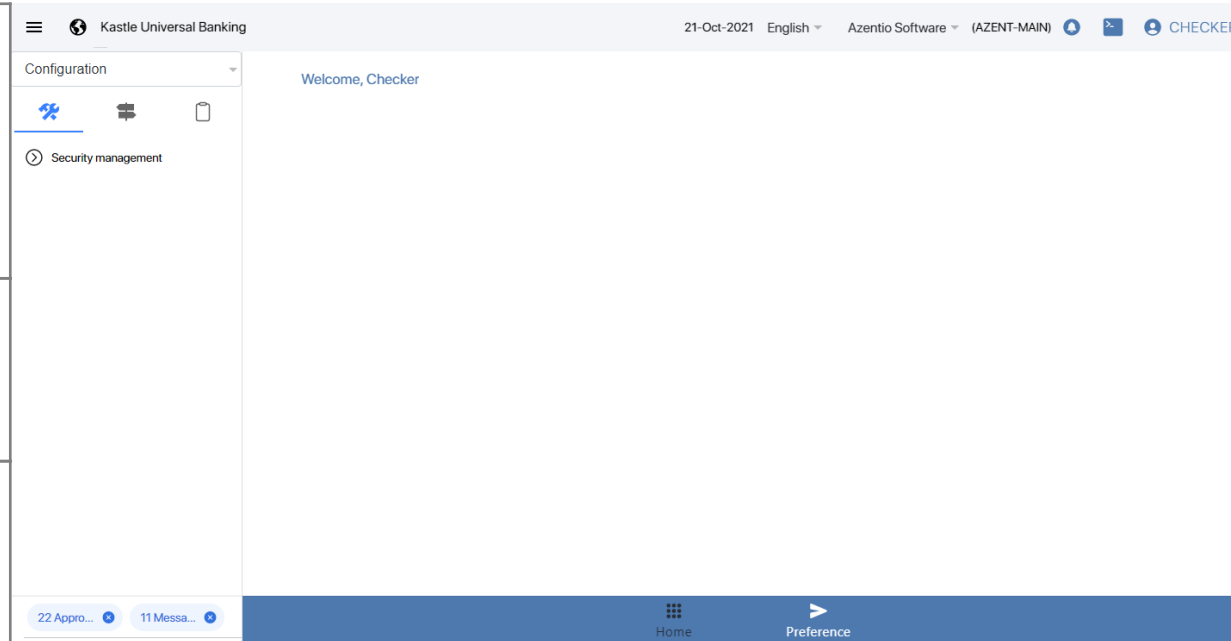 Kastle Universal Banking 21-Oct-2021 English Azentio Software (AZENT-MAIN) CHECKER
Configuration
Welcome, Checker
Security management
22 Appro... 11 Messa...
Home Preference